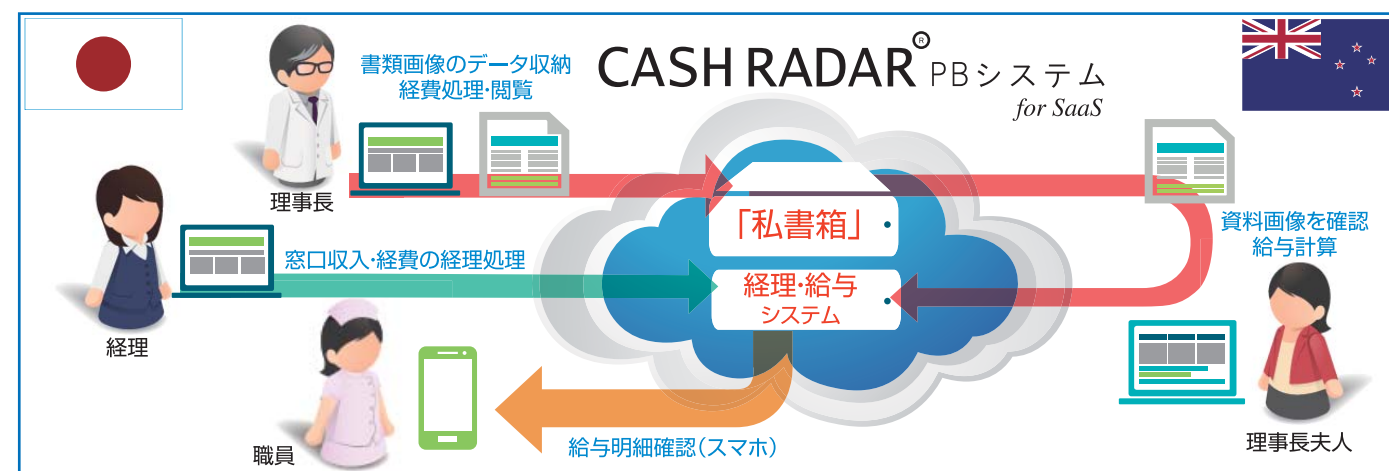 書類画像のデータ収納
経費処理・閲覧
CASH RADAR® PBシステム
for SaaS
理事長
「私書箱」
資料画像を確認
給与計算
窓口収入・経費の経理処理
経理・給与
システム
経理
職員
給与明細確認(スマホ)
理事長夫人